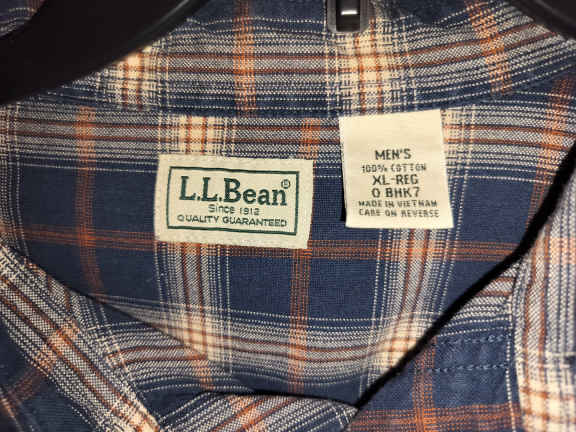 L.L.Bean®
Since 1912
QUALITY GUARANTEED
MEN'S
100% COTTON
XL-REG
0 BHK7
MADE IN VIETNAM
CARE ON REVERSE